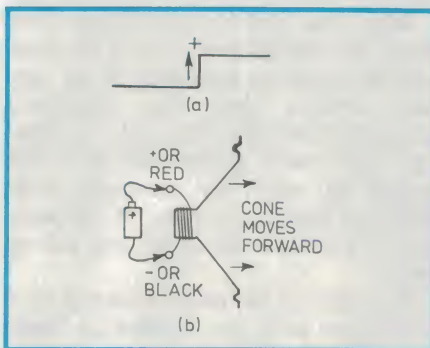 +
(a)
+OR
RED
+
CONE
MOVES
FORWARD
-OR
BLACK
(b)